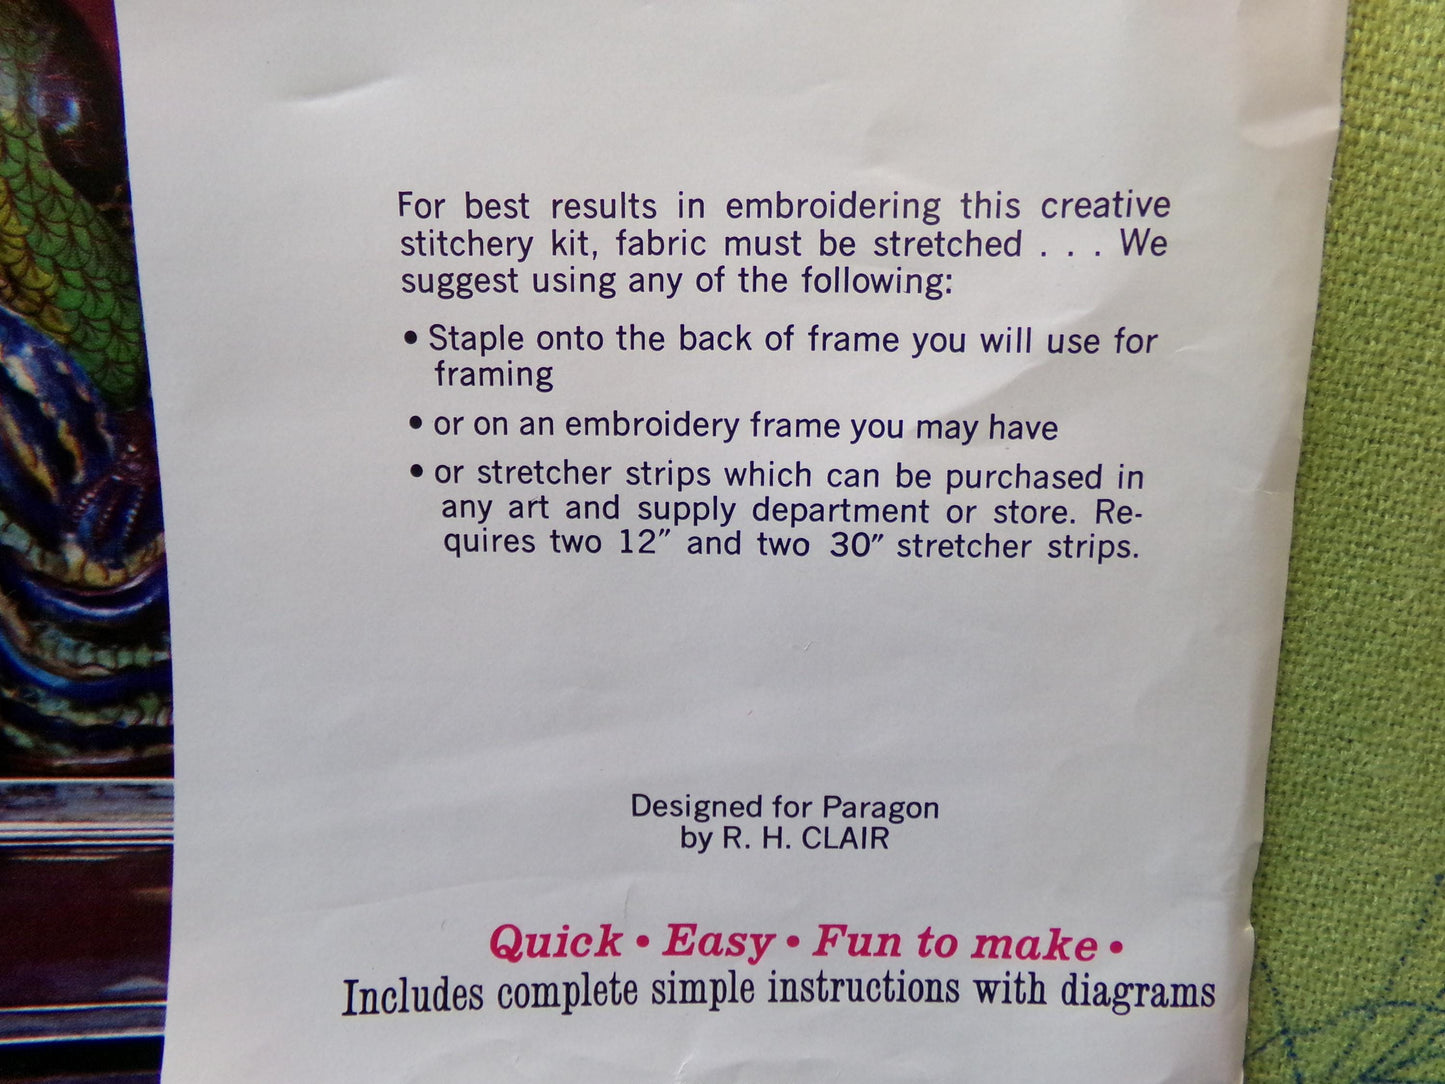 For best results in embroidering this creative
stitchery kit, fabric must be stretched . . . We
suggest using any of the following:
• Staple onto the back of frame you will use for
framing
• or on an embroidery frame you may have
• or stretcher strips which can be purchased in
any art and supply department or store. Re-
quires two 12″ and two 30″ stretcher strips.
Designed for Paragon
by R. H. CLAIR
Quick • Easy • Fun to make •
Includes complete simple instructions with diagrams